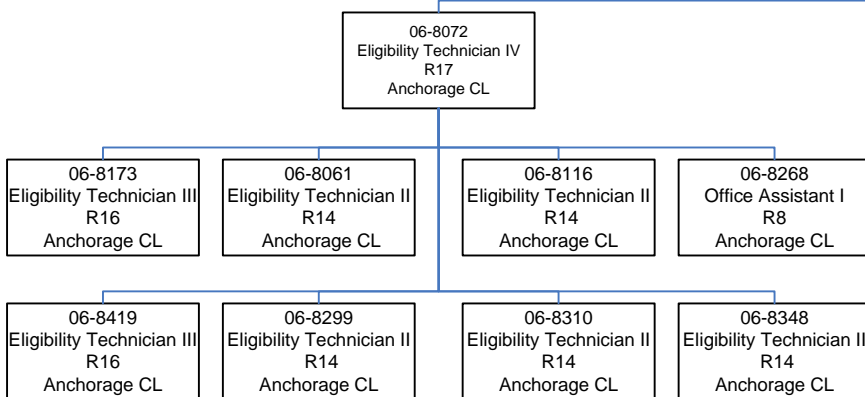 06-8072
Eligibility Technician IV
R17
Anchorage CL
06-8173
Eligibility Technician III
R16
Anchorage CL
06-8061
Eligibility Technician II
R14
Anchorage CL
06-8116
Eligibility Technician II
R14
Anchorage CL
06-8268
Office Assistant I
R8
Anchorage CL
06-8419
Eligibility Technician III
R16
Anchorage CL
06-8299
Eligibility Technician II
R14
Anchorage CL
06-8310
Eligibility Technician II
R14
Anchorage CL
06-8348
Eligibility Technician II
R14
Anchorage CL